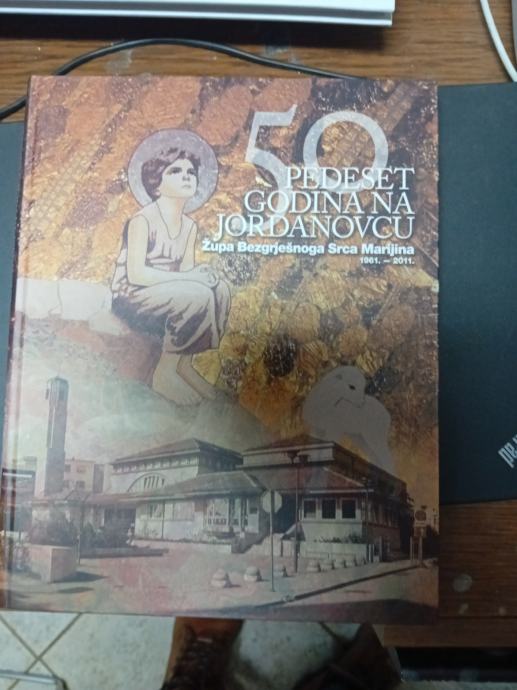 50
PEDESET
GODINA NA
JORDANOVCU
Župa Bezgrješnoga Srca Marijina
1961. – 2011.